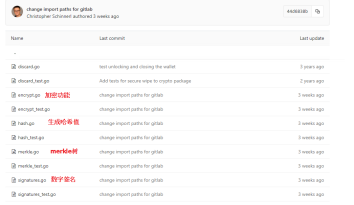 change import paths for gitlab
Christopher Schinnerl authored 3 weeks ago
Name Last commit Last update
..
discard.go test unlocking and closing the wallet 3 years ago
discard_test.go Add tests for secure wipe to crypto package 2 years ago
encrypt.go 加密功能 change import paths for gitlab 3 weeks ago
encrypt_test.go change import paths for gitlab 3 weeks ago
hash.go 生成哈希值 change import paths for gitlab 3 weeks ago
hash_test.go change import paths for gitlab 3 weeks ago
merkle.go merkle树 change import paths for gitlab 3 weeks ago
merkle_test.go change import paths for gitlab 3 weeks ago
signatures.go 数字签名 change import paths for gitlab 3 weeks ago
signatures_test.go change import paths for gitlab 3 weeks ago